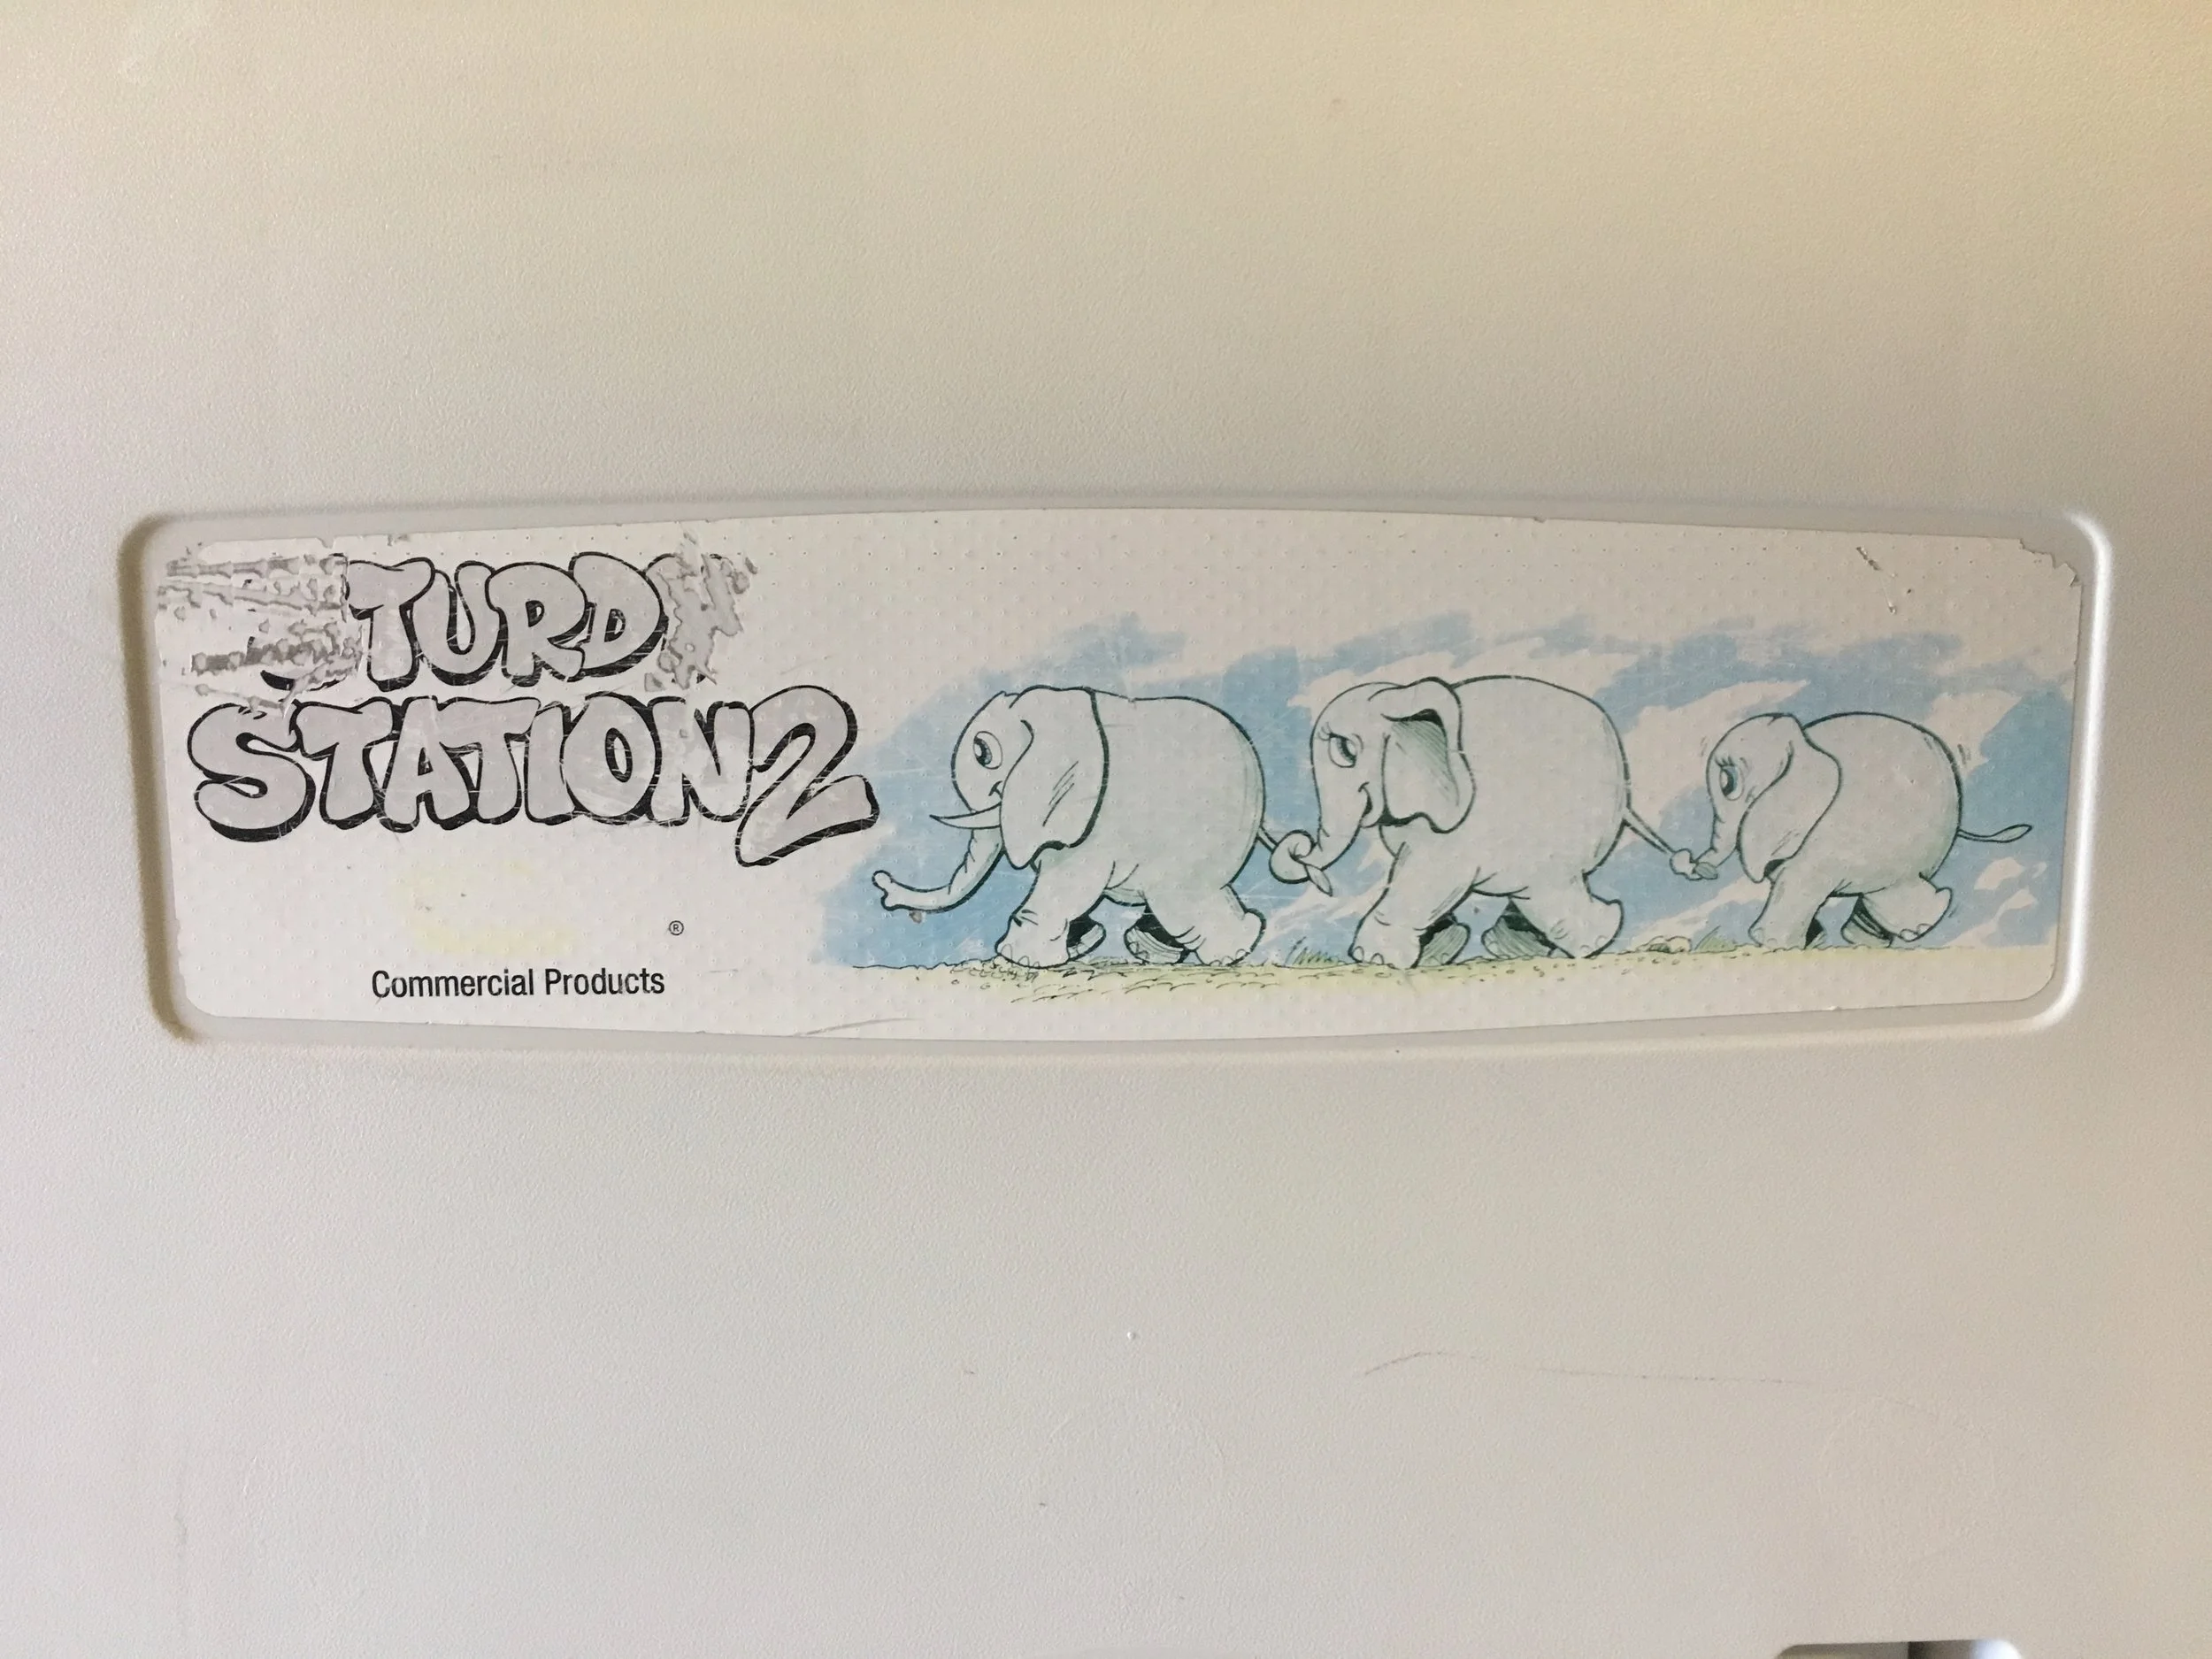 TURD
STATION2
®
Commercial Products